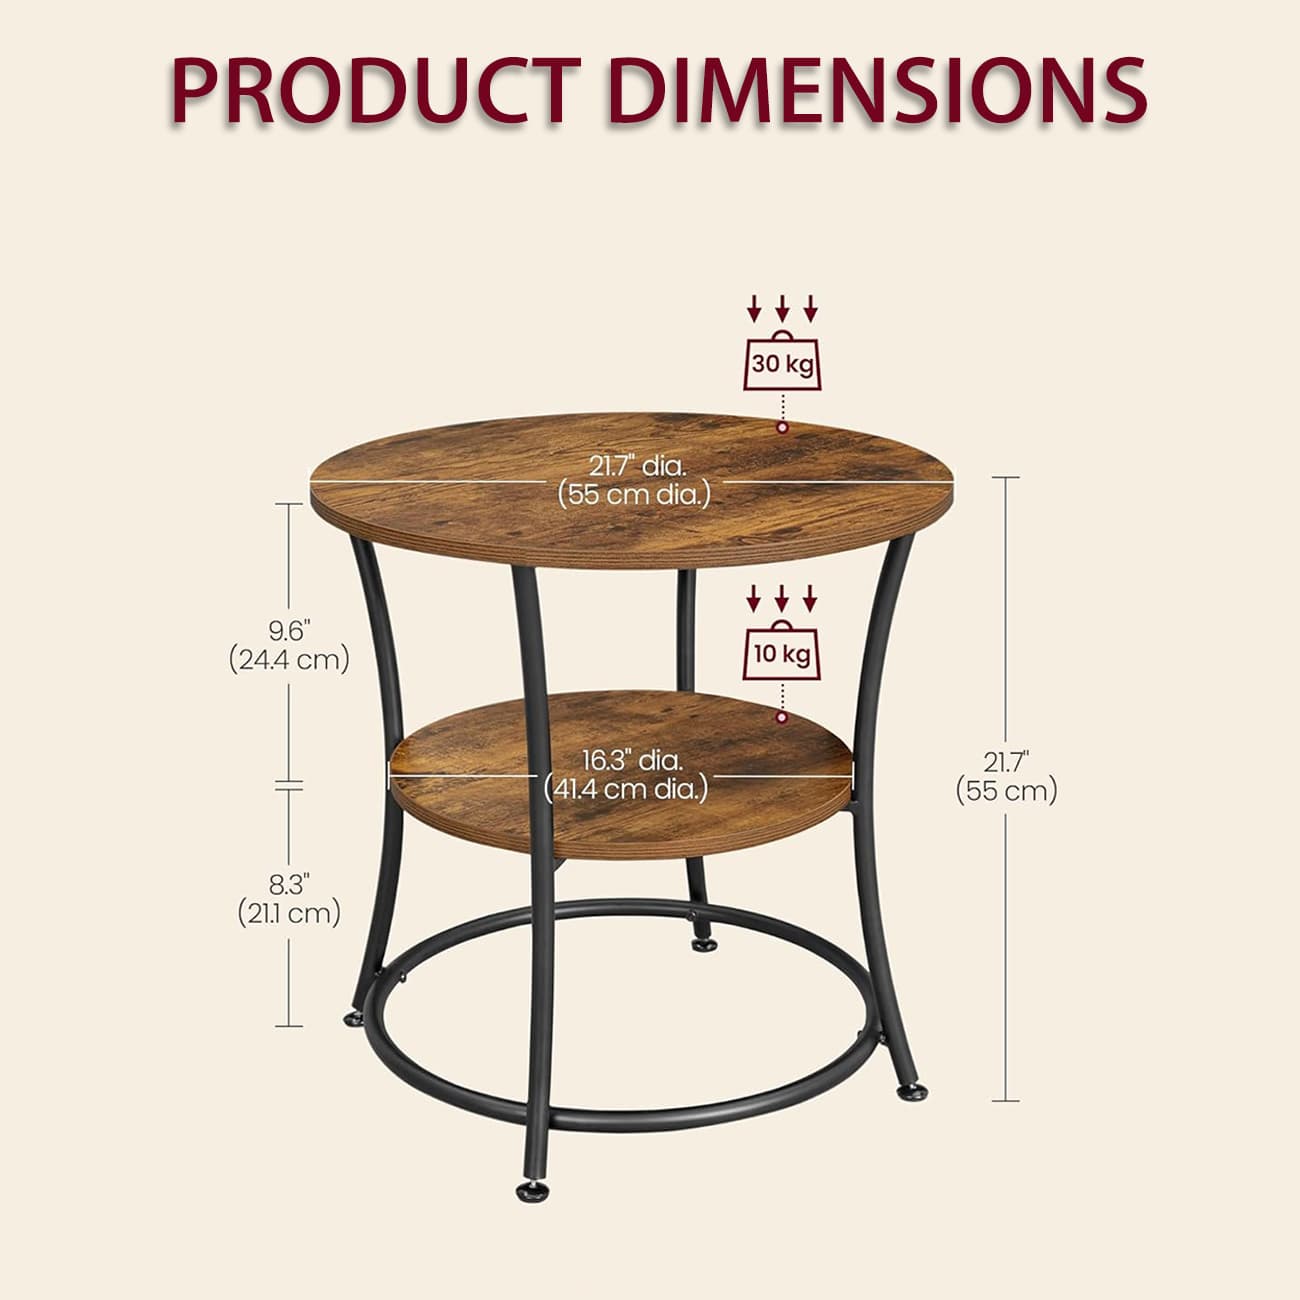 PRODUCT DIMENSIONS
30 kg
21.7" dia.
(55 cm dia.)
9.6"
(24.4 cm)
10 kg
16.3" dia.
(41.4 cm dia.)
21.7"
(55 cm)
8.3"
(21.1 cm)